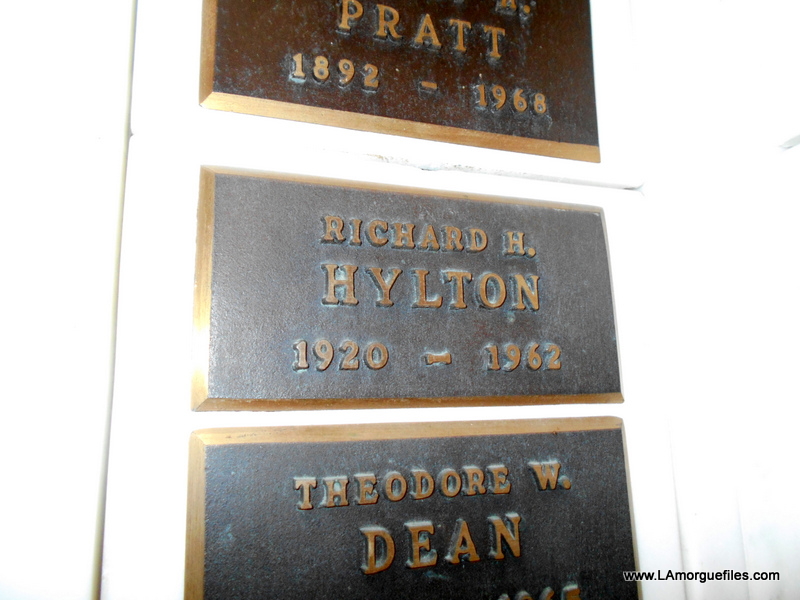 PRATT
1892 - 1968
RICHARD H.
HYLTON
1920 - 1962
THEODORE W.
DEAN
www.LAmorguefiles.com